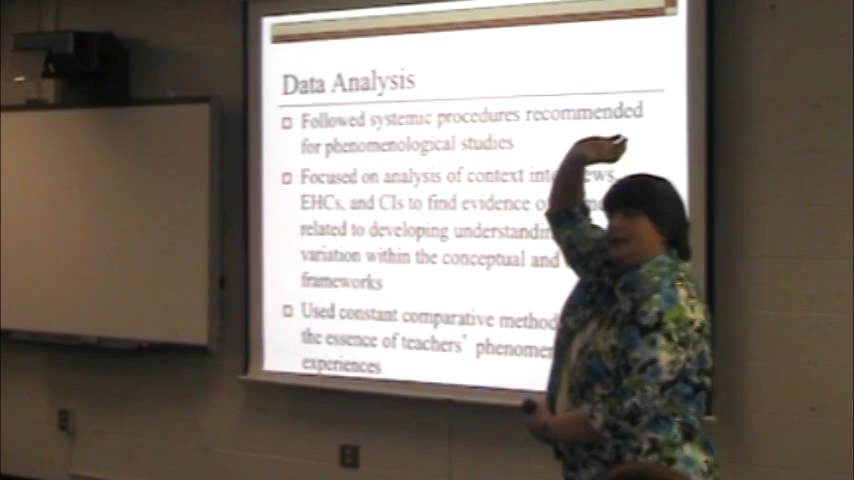 Data Analysis
Followed systemic procedures recommended
for phenomenological studies
Focused on analysis of context
EHCs, and CIs to find evidence
related to developing
variation within the conceptual and
frameworks
Used constant comparative
the essence of teachers'
experiences